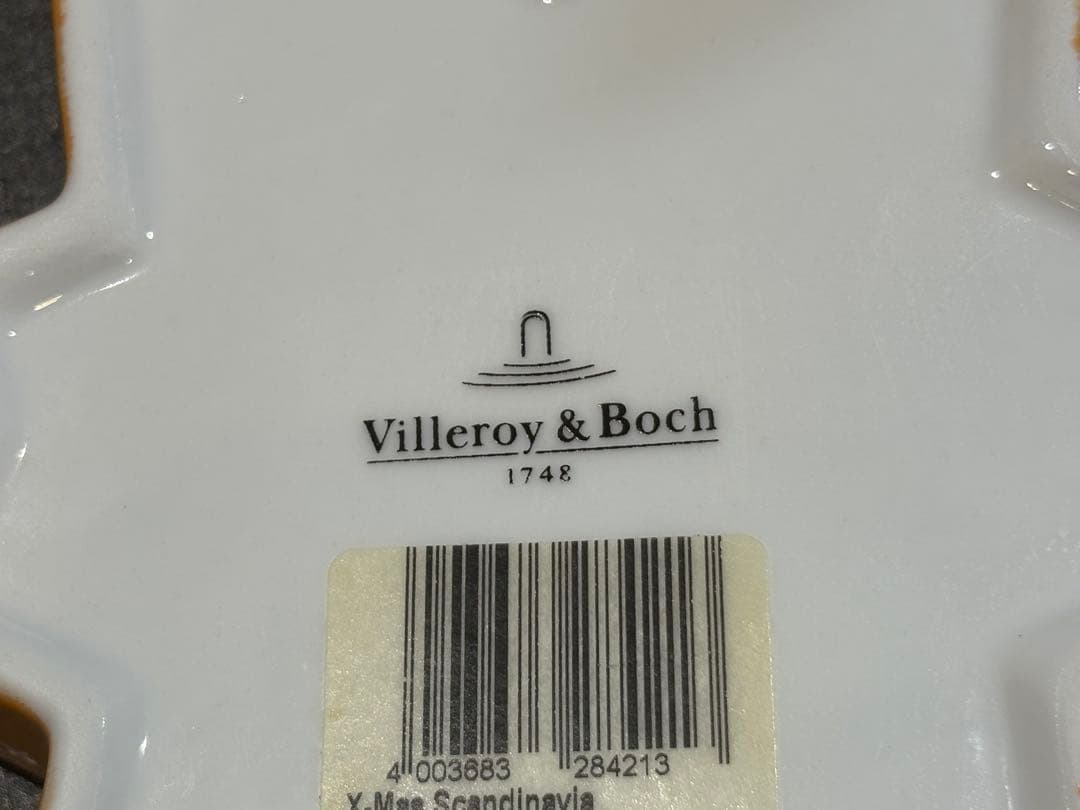 Villeroy & Boch
1748
4 003683 284213
X-Mas Scandinavia